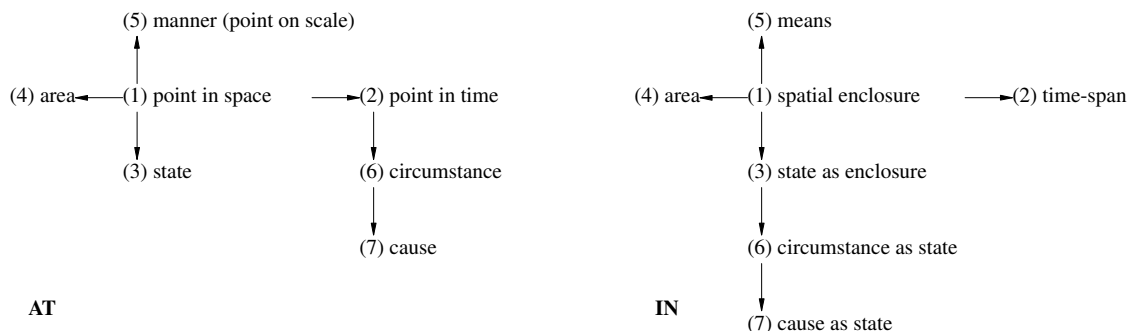 (5) manner (point on scale)
(4) area
(1) point in space
(2) point in time
(3) state
(6) circumstance
(7) cause
AT
(5) means
(4) area
(1) spatial enclosure
(2) time-span
(3) state as enclosure
(6) circumstance as state
(7) cause as state
IN